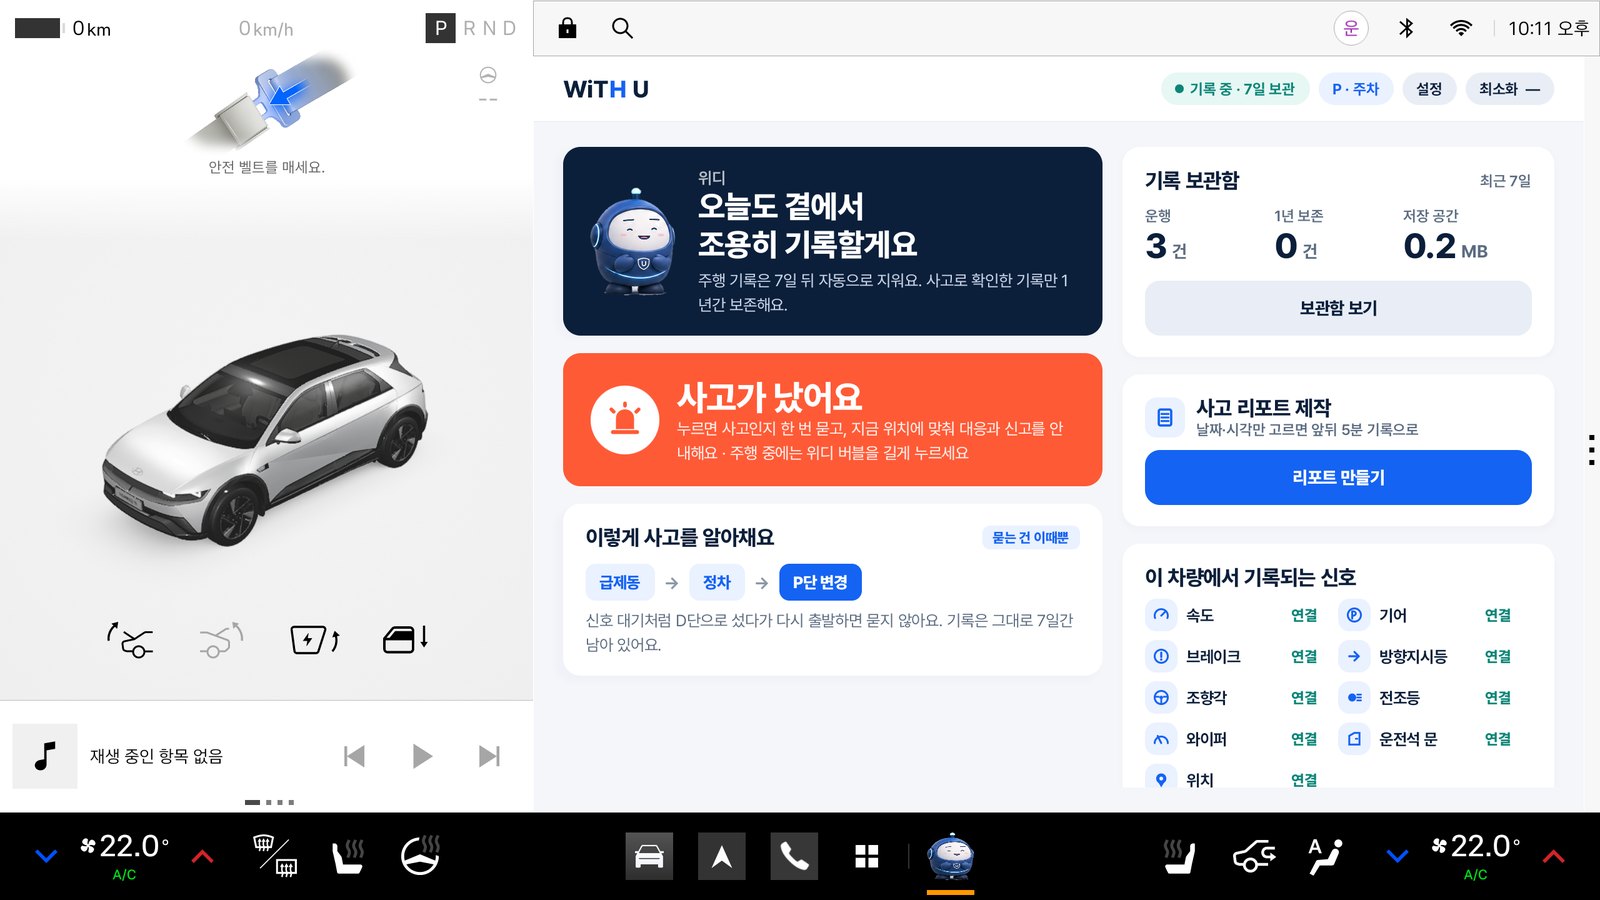 0 km
0 km/h
P R N D
안전 벨트를 매세요.
--
재생 중인 항목 없음
운
10:11 오후
WiTH U
기록 중 · 7일 보관
P · 주차
설정
최소화 —
위디
오늘도 곁에서
조용히 기록할게요
주행 기록은 7일 뒤 자동으로 지워요. 사고로 확인한 기록만 1
년간 보존해요.
사고가 났어요
누르면 사고인지 한 번 묻고, 지금 위치에 맞춰 대응과 신고를 안
내해요 · 주행 중에는 위디 버블을 길게 누르세요
이렇게 사고를 알아채요
묻는 건 이때뿐
급제동 → 정차 → P단 변경
신호 대기처럼 D단으로 섰다가 다시 출발하면 묻지 않아요. 기록은 그대로 7일간
남아 있어요.
기록 보관함
최근 7일
운행
1년 보존
저장 공간
3 건
0 건
0.2 MB
보관함 보기
사고 리포트 제작
날짜·시각만 고르면 앞뒤 5분 기록으로
리포트 만들기
이 차량에서 기록되는 신호
속도 연결
기어 연결
브레이크 연결
방향지시등 연결
조향각 연결
전조등 연결
와이퍼 연결
운전석 문 연결
위치 연결
22.0°
A/C
A
22.0°
A/C